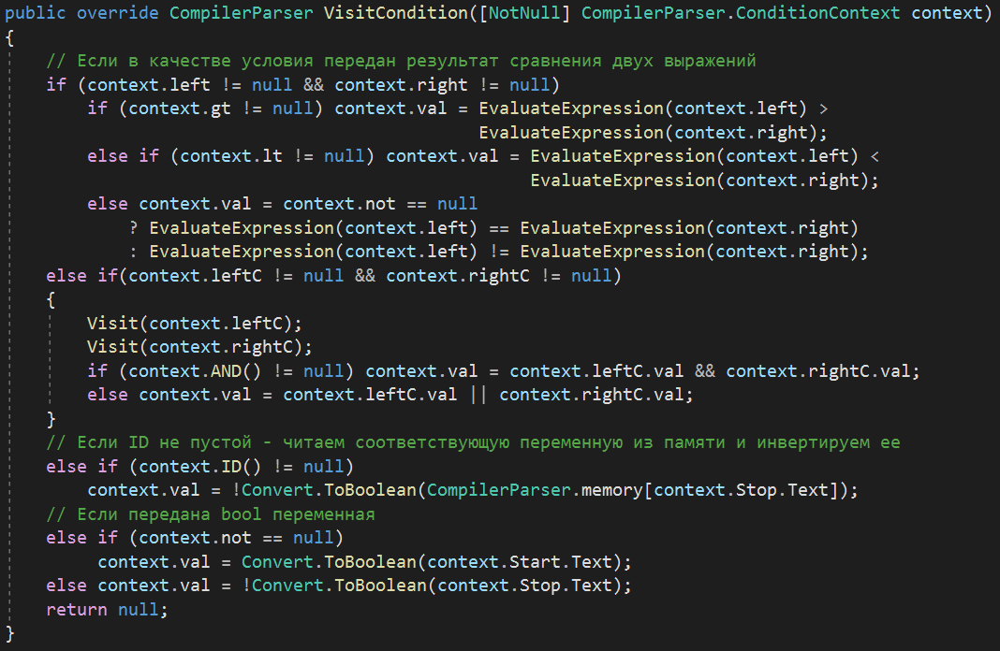 public override CompilerParser VisitCondition([NotNull] CompilerParser.ConditionContext context)
{
    // Если в качестве условия передан результат сравнения двух выражений
    if (context.left != null && context.right != null)
        if (context.gt != null) context.val = EvaluateExpression(context.left) >
                                              EvaluateExpression(context.right);
        else if (context.lt != null) context.val = EvaluateExpression(context.left) <
                                                   EvaluateExpression(context.right);
        else context.val = context.not == null
            ? EvaluateExpression(context.left) == EvaluateExpression(context.right)
            : EvaluateExpression(context.left) != EvaluateExpression(context.right);
    else if(context.leftC != null && context.rightC != null)
    {
        Visit(context.leftC);
        Visit(context.rightC);
        if (context.AND() != null) context.val = context.leftC.val && context.rightC.val;
        else context.val = context.leftC.val || context.rightC.val;
    }
    // Если ID не пустой - читаем соответствующую переменную из памяти и инвертируем ее
    else if (context.ID() != null)
        context.val = !Convert.ToBoolean(CompilerParser.memory[context.Stop.Text]);
    // Если передана bool переменная
    else if (context.not == null)
         context.val = Convert.ToBoolean(context.Start.Text);
    else context.val = !Convert.ToBoolean(context.Stop.Text);
    return null;
}